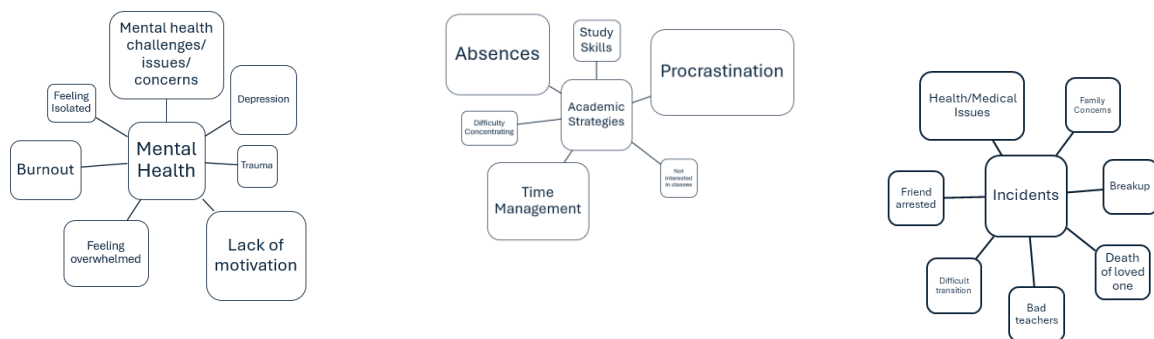 Mental health
challenges/
issues/
concerns
Feeling
Isolated
Depression
Mental
Health
Burnout
Trauma
Feeling
overwhelmed
Lack of
motivation
Absences
Study
Skills
Procrastination
Academic
Strategies
Difficulty
Concentrating
Time
Management
Not
interested
in classes
Health/Medical
Issues
Family
Concerns
Friend
arrested
Incidents
Breakup
Difficult
transition
Bad
teachers
Death
of loved
one